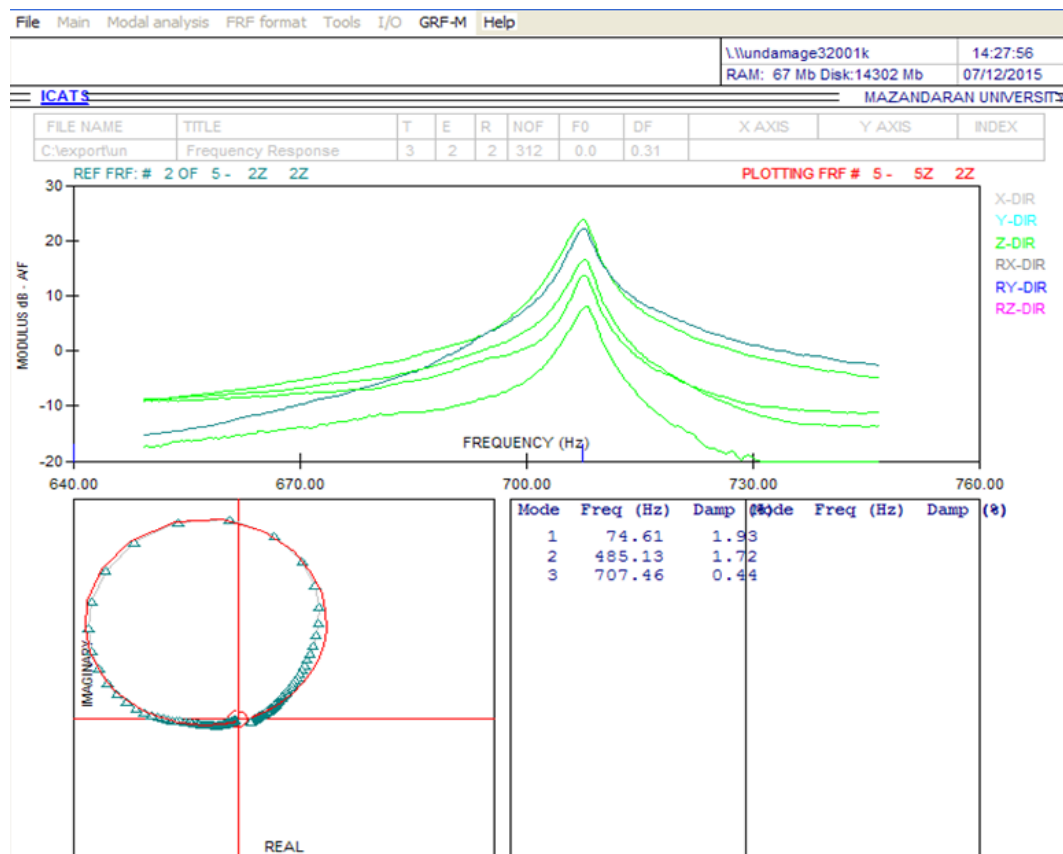 File Main Modal analysis FRF format Tools I/O GRF-M Help
\.\\undamage32001k 14:27:56
RAM: 67 Mb Disk:14302 Mb 07/12/2015
ICATS MAZANDARAN UNIVERSITY
FILE NAME TITLE T E R NOF F0 DF X AXIS Y AXIS INDEX
C:\export\un Frequency Response 3 2 2 312 0.0 0.31
REF FRF: # 2 OF 5 - 2Z 2Z PLOTTING FRF # 5 - 5Z 2Z
30
20
10
0
-10
-20
MODULUS dB - A/F
X-DIR
Y-DIR
Z-DIR
RX-DIR
RY-DIR
RZ-DIR
FREQUENCY (Hz)
640.00 670.00 700.00 730.00 760.00
IMAGINARY
REAL
Mode Freq (Hz) Damp (%) Mode Freq (Hz) Damp (%)
1 74.61 1.93
2 485.13 1.72
3 707.46 0.44